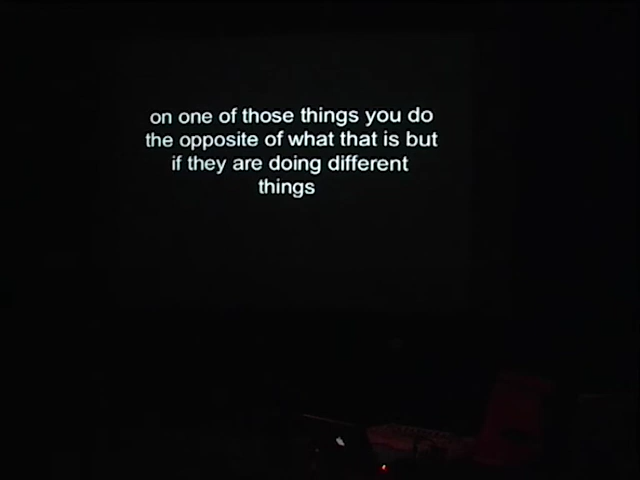 on one of those things you do
the opposite of what that is but
if they are doing different
things